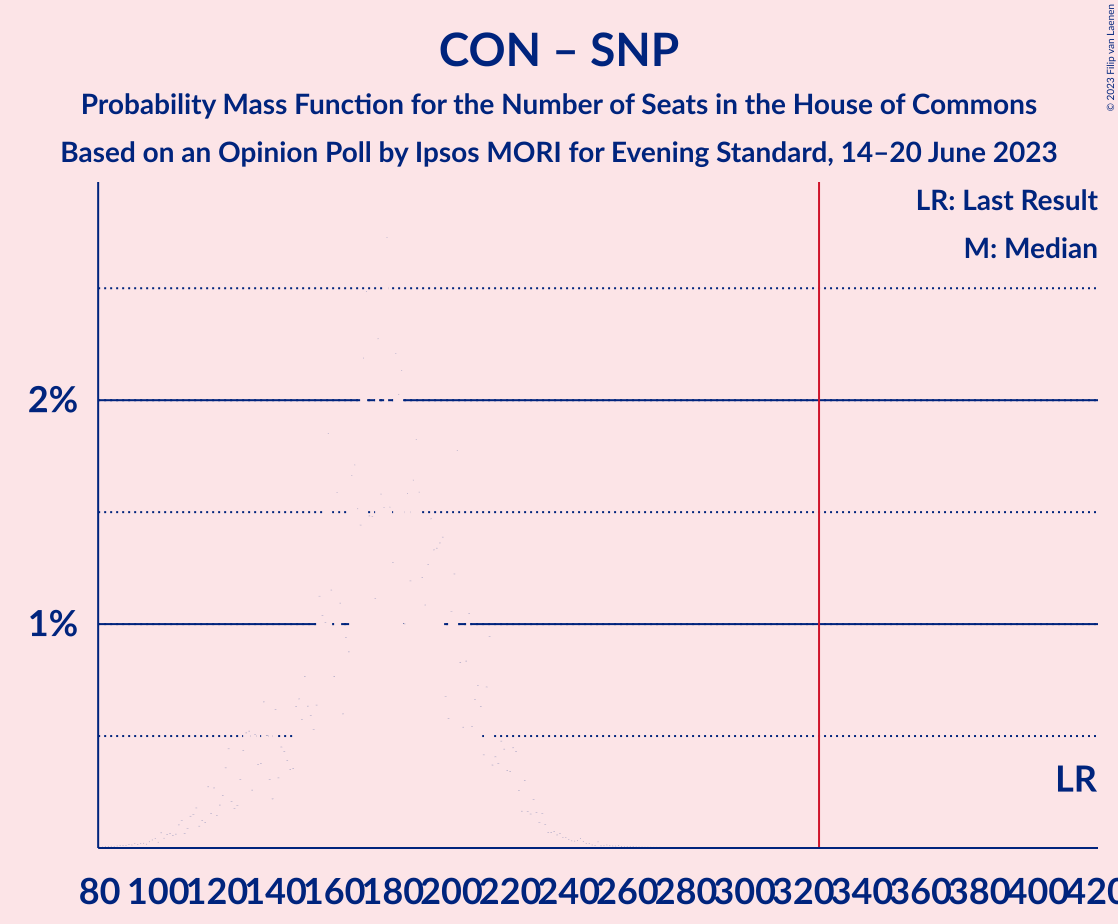 CON – SNP
Probability Mass Function for the Number of Seats in the House of Commons
Based on an Opinion Poll by Ipsos MORI for Evening Standard, 14–20 June 2023
© 2023 Filip van Laenen
LR: Last Result
M: Median
2%
1%
LR
80 100 120 140 160 180 200 220 240 260 280 300 320 340 360 380 400 420